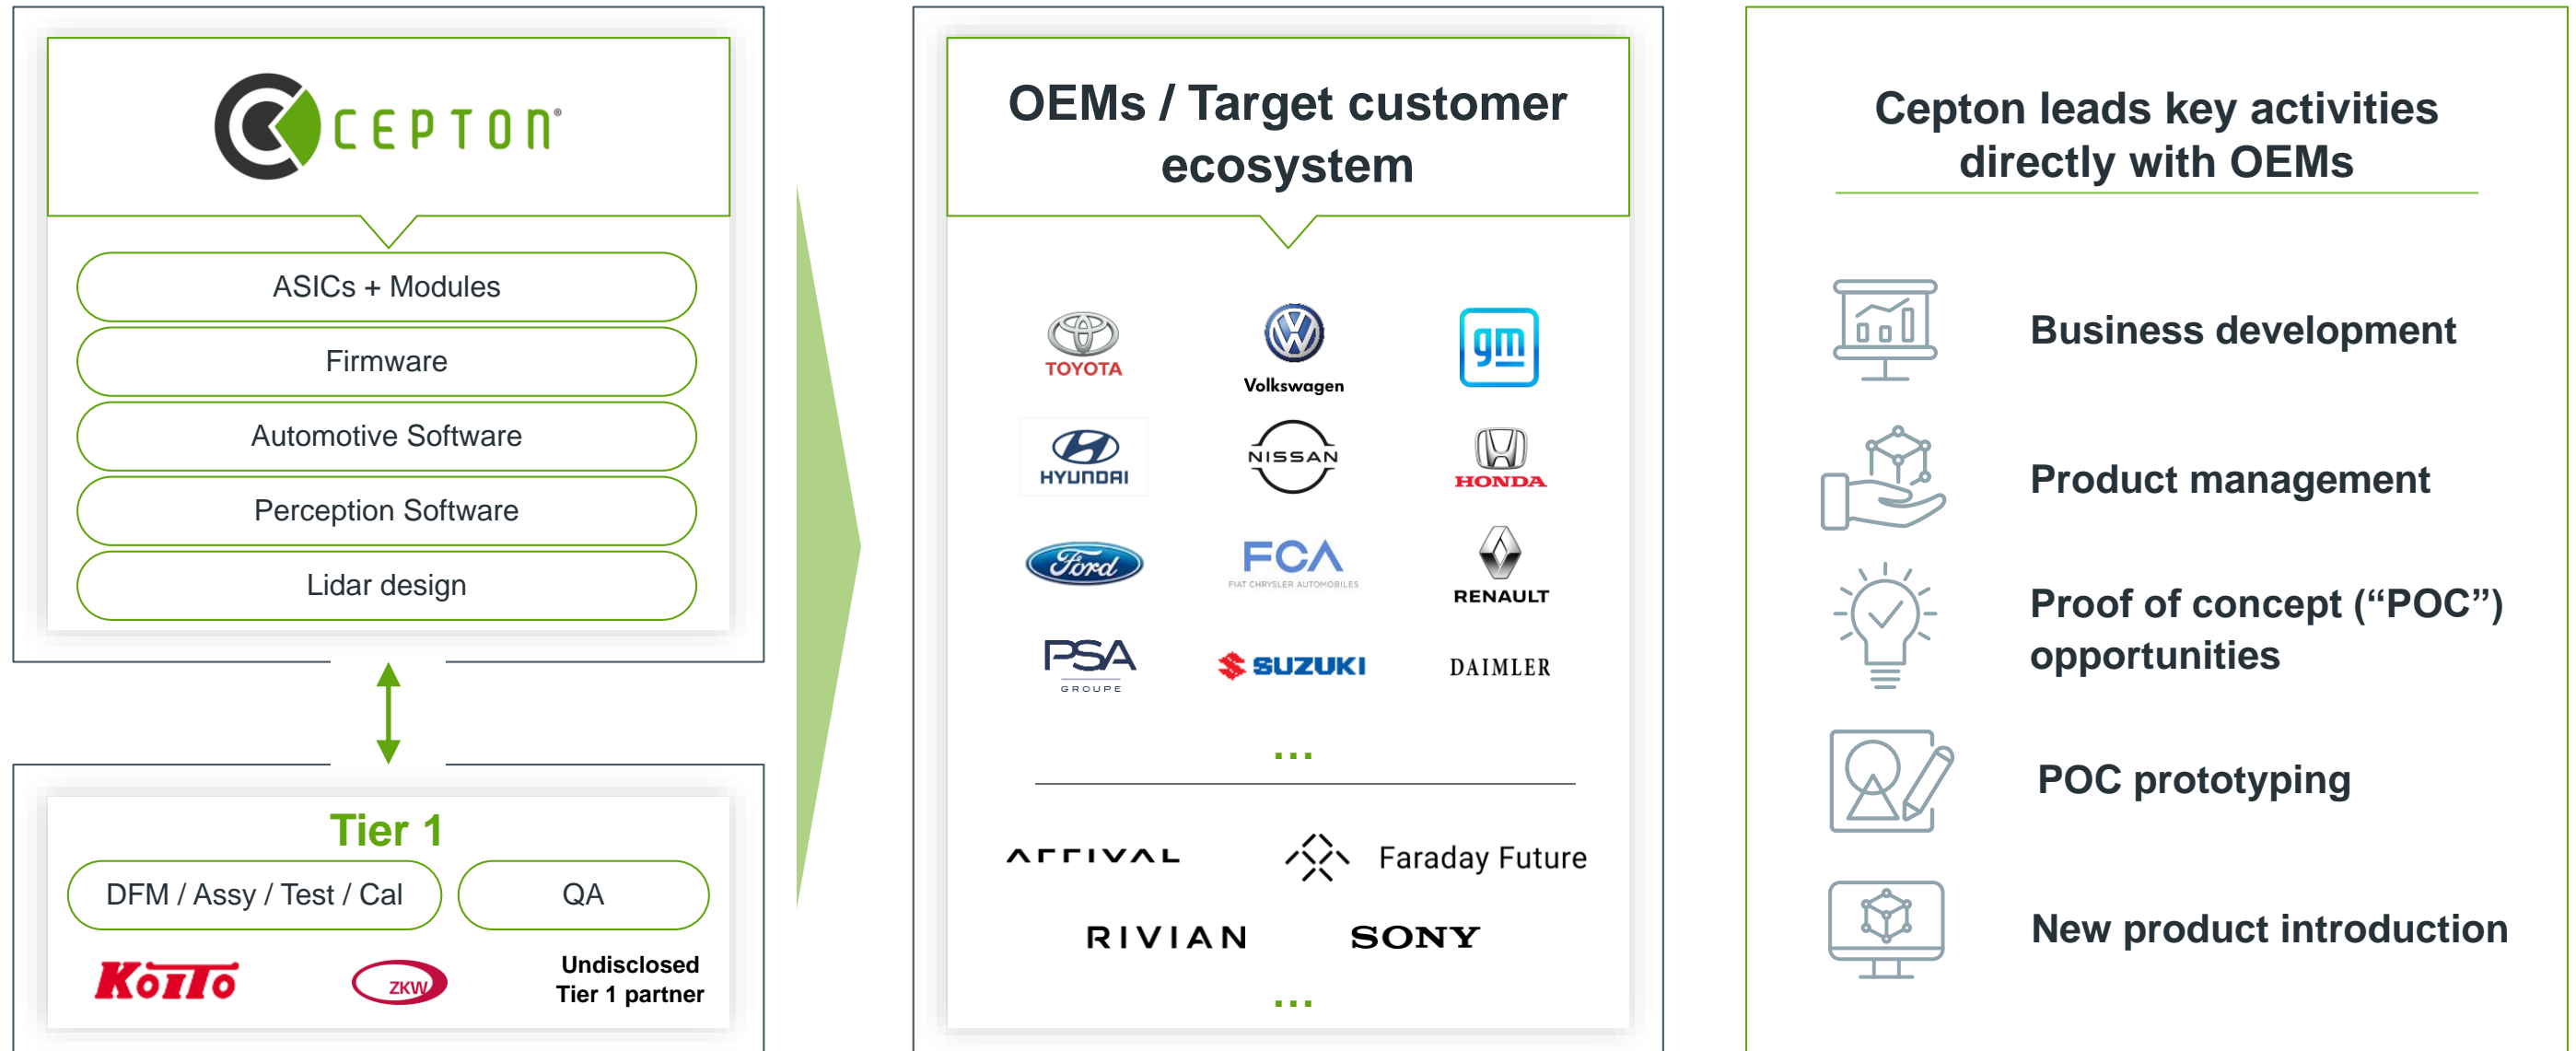 CEPTON®
ASICs + Modules
Firmware
Automotive Software
Perception Software
Lidar design
Tier 1
DFM / Assy / Test / Cal
QA
KOITO
ZKW
Undisclosed
Tier 1 partner
OEMs / Target customer
ecosystem
TOYOTA
Volkswagen
gm
HYUNDAI
NISSAN
HONDA
Ford
FCA
FIAT CHRYSLER AUTOMOBILES
RENAULT
PSA
GROUPE
SUZUKI
DAIMLER
...
ARRIVAL
Faraday Future
RIVIAN
SONY
...
Cepton leads key activities
directly with OEMs
Business development
Product management
Proof of concept (“POC”)
opportunities
POC prototyping
New product introduction